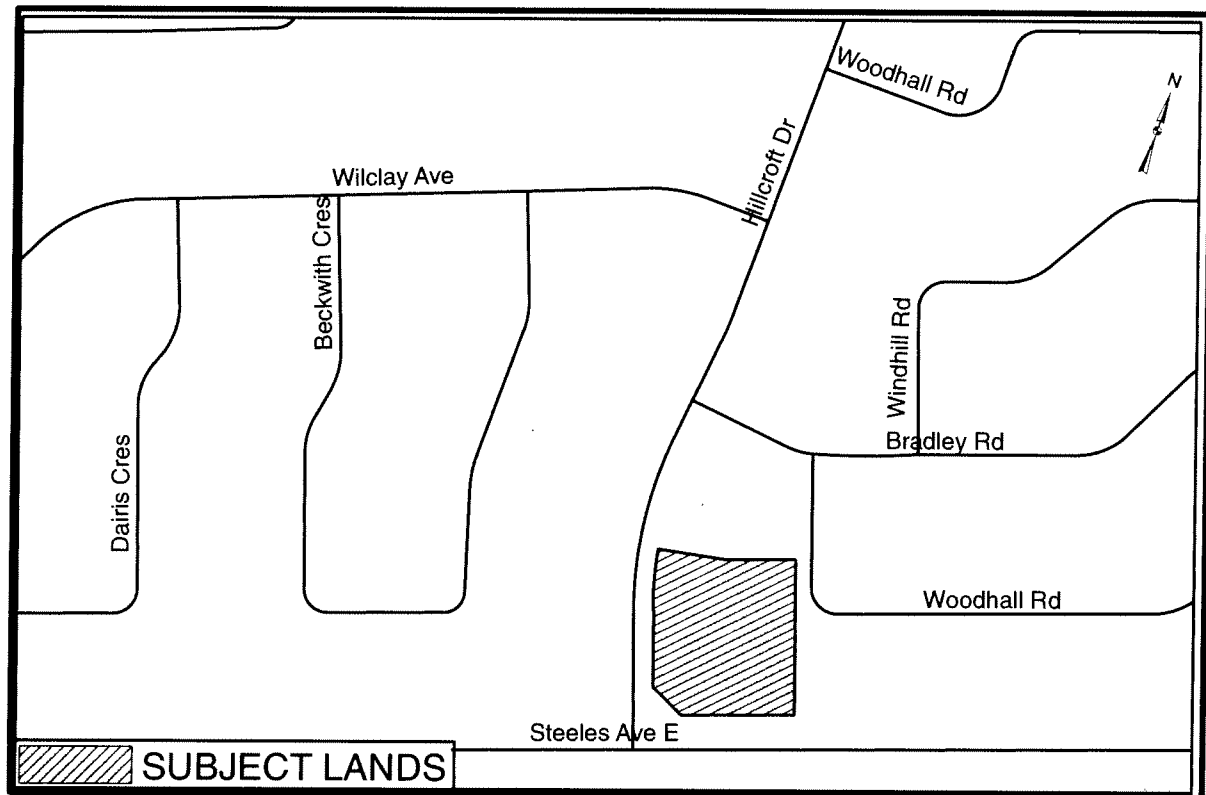 Woodhall Rd
N
Hillcroft Dr
Wilclay Ave
Beckwith Cres
Windhill Rd
Dairis Cres
Bradley Rd
Woodhall Rd
Steeles Ave E
SUBJECT LANDS